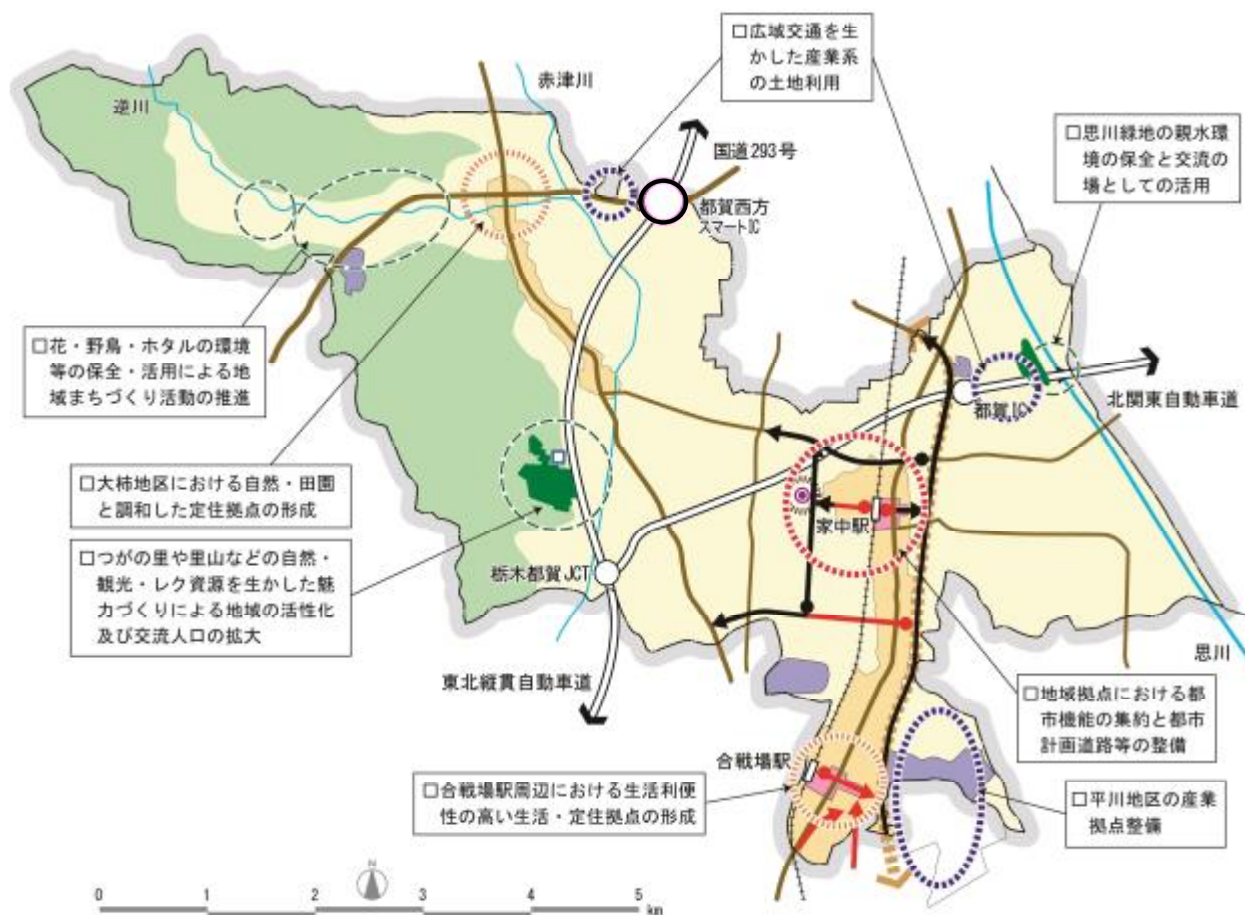 □広域交通を生
かした産業系
の土地利用
赤津川
逆川
国道293号
□思川緑地の親水環
境の保全と交流の
場としての活用
都賀西方
スマートIC
□花・野鳥・ホタルの環境
等の保全・活用による地
域まちづくり活動の推進
都賀IC
北関東自動車道
□大柿地区における自然・田園
と調和した定住拠点の形成
家中駅
□つがの里や里山などの自然・
観光・レク資源を生かした魅
力づくりによる地域の活性化
及び交流人口の拡大
栃木都賀JCT
思川
東北縦貫自動車道
□地域拠点における都
市機能の集約と都市
計画道路等の整備
合戦場駅
□合戦場駅周辺における生活利便
性の高い生活・定住拠点の形成
□平川地区の産業
拠点整備
N
0 1 2 3 4 5
km